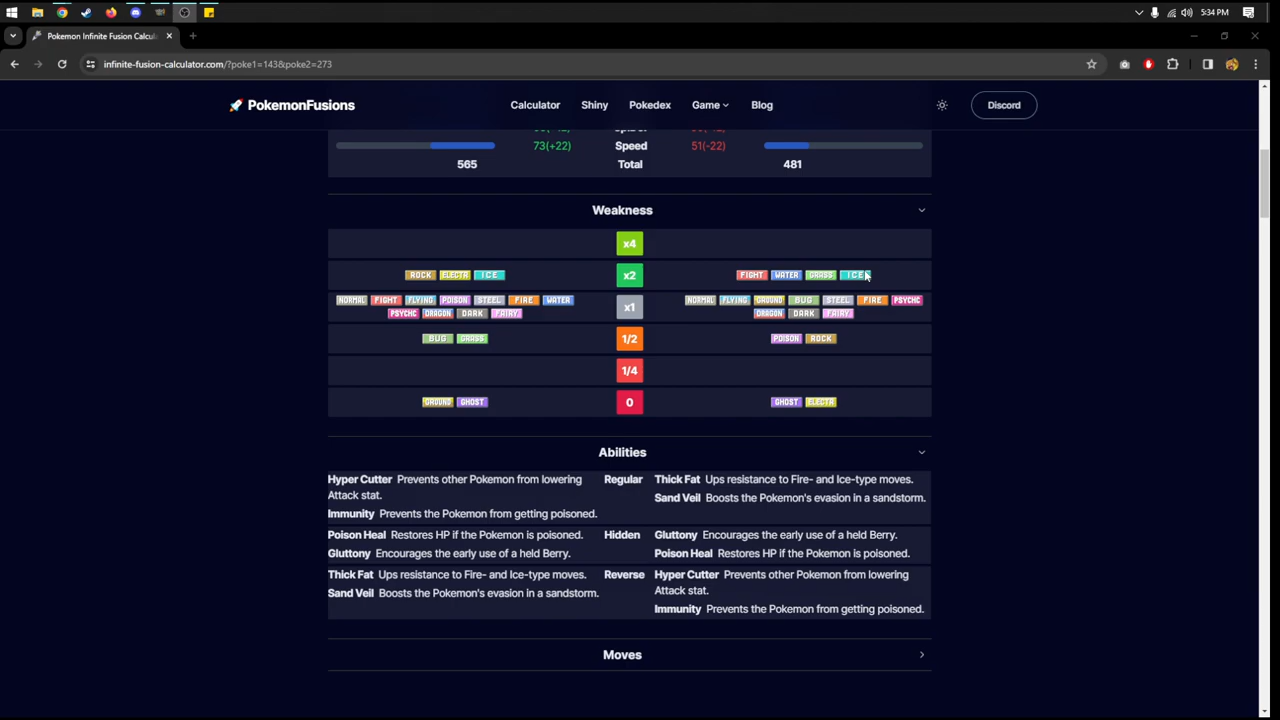 5:34 PM
Pokemon Infinite Fusion Calcula
infinite-fusion-calculator.com/?poke1=143&poke2=273
PokemonFusions
Calculator Shiny Pokedex Game Blog Discord
73(+22) Speed 51(-22)
565 Total 481
Weakness
x4
ROCK ELECTR ICE x2 FIGHT WATER GRASS ICE
NORMAL FIGHT FLYING POISON STEEL FIRE WATER x1 NORMAL FLYING GROUND BUG STEEL FIRE PSYCHC
PSYCHC DRAGON DARK FAIRY DRAGON DARK FAIRY
BUG GRASS 1/2 POISON ROCK
1/4
GROUND GHOST 0 GHOST ELECTR
Abilities
Hyper Cutter Prevents other Pokemon from lowering Regular Thick Fat Ups resistance to Fire- and Ice-type moves.
Attack stat. Sand Veil Boosts the Pokemon's evasion in a sandstorm.
Immunity Prevents the Pokemon from getting poisoned.
Poison Heal Restores HP if the Pokemon is poisoned. Hidden Gluttony Encourages the early use of a held Berry.
Gluttony Encourages the early use of a held Berry. Poison Heal Restores HP if the Pokemon is poisoned.
Thick Fat Ups resistance to Fire- and Ice-type moves. Reverse Hyper Cutter Prevents other Pokemon from lowering
Sand Veil Boosts the Pokemon's evasion in a sandstorm. Attack stat.
Immunity Prevents the Pokemon from getting poisoned.
Moves